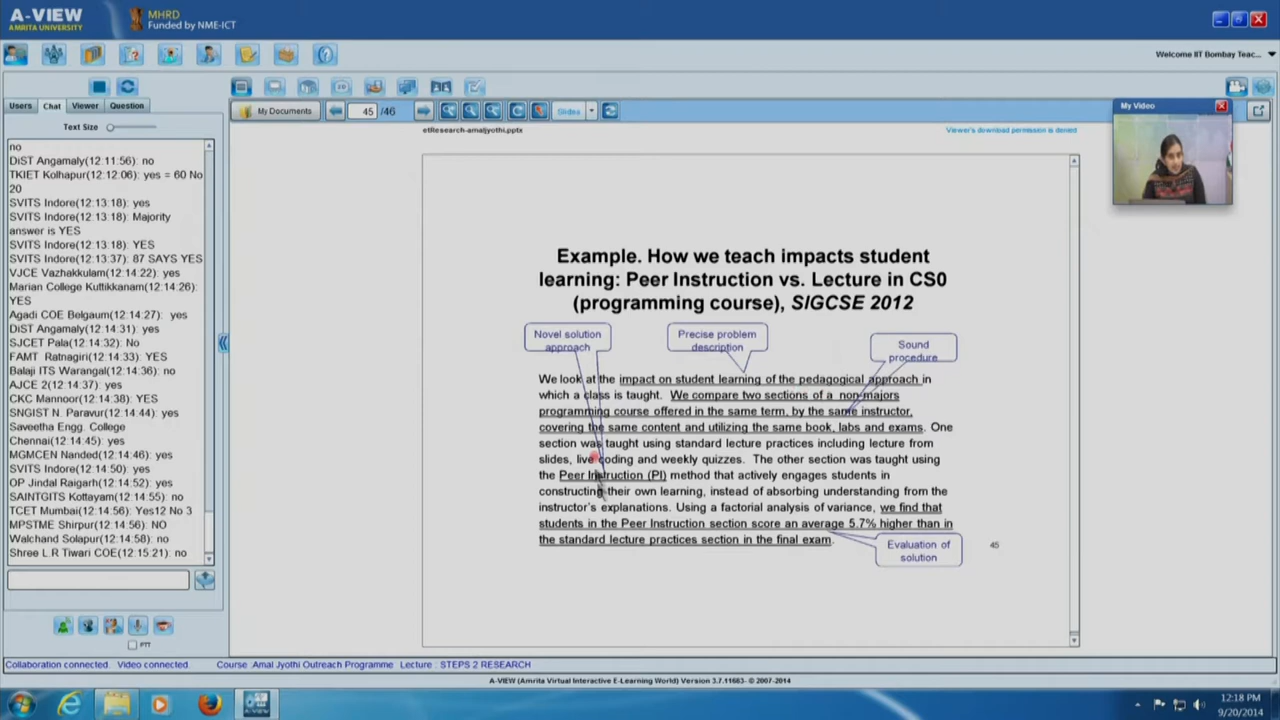 A-VIEW
AMRITA UNIVERSITY
MHRD
Funded by NME-ICT
Welcome IIT Bombay Teac...
Users Chat Viewer Question
Text Size
no
DiST Angamaly(12:11:56): no
TKIET Kolhapur(12:12:06): yes = 60 No
20
SVITS Indore(12:13:18): yes
SVITS Indore(12:13:18): Majority
answer is YES
SVITS Indore(12:13:18): YES
SVITS Indore(12:13:37): 87 SAYS YES
VJCE Vazhakkulam(12:14:22): yes
Marian College Kuttikkanam(12:14:26):
YES
Agadi COE Belgaum(12:14:27): yes
DiST Angamaly(12:14:31): yes
SJCET Pala(12:14:32): No
FAMT Ratnagiri(12:14:33): YES
Balaji ITS Warangal(12:14:36): no
AJCE 2(12:14:37): yes
CKC Mannoor(12:14:38): YES
SNGIST N. Paravur(12:14:44): yes
Saveetha Engg. College
Chennai(12:14:45): yes
MGMCEN Nanded(12:14:46): yes
SVITS Indore(12:14:50): yes
OP Jindal Raigarh(12:14:52): yes
SAINTGITS Kottayam(12:14:55): no
TCET Mumbai(12:14:56): Yes12 No 3
MPSTME Shirpur(12:14:56): NO
Walchand Solapur(12:14:58): no
Shree L R Tiwari COE(12:15:21): no
PTT
My Documents
45 /46
Slides
My Video
etResearch-amaljyothi.pptx
Viewer's download permission is denied
Example. How we teach impacts student
learning: Peer Instruction vs. Lecture in CS0
(programming course), SIGCSE 2012
Novel solution
approach
Precise problem
description
Sound
procedure
We look at the impact on student learning of the pedagogical approach in
which a class is taught. We compare two sections of a non-majors
programming course offered in the same term, by the same instructor,
covering the same content and utilizing the same book, labs and exams. One
section was taught using standard lecture practices including lecture from
slides, live coding and weekly quizzes. The other section was taught using
the Peer Instruction (PI) method that actively engages students in
constructing their own learning, instead of absorbing understanding from the
instructor's explanations. Using a factorial analysis of variance, we find that
students in the Peer Instruction section score an average 5.7% higher than in
the standard lecture practices section in the final exam.
Evaluation of
solution
45
Collaboration connected Video connected Course : Amal Jyothi Outreach Programme Lecture : STEPS 2 RESEARCH
A-VIEW (Amrita Virtual Interactive E-Learning World) Version 3.7.11683- © 2007-2014
A-VIEW
12:18 PM
9/20/2014